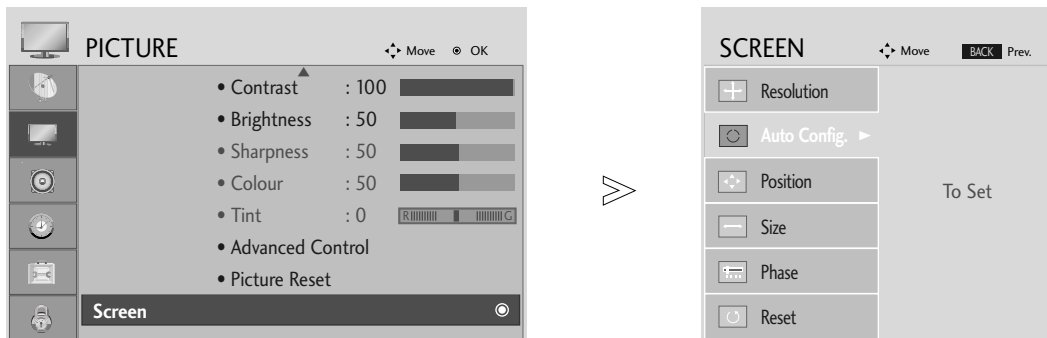 PICTURE Move OK
• Contrast : 100
• Brightness : 50
• Sharpness : 50
• Colour : 50
• Tint : 0 R G
• Advanced Control
• Picture Reset
Screen
SCREEN Move BACK Prev.
Resolution
Auto Config.
Position
Size
Phase
Reset
To Set